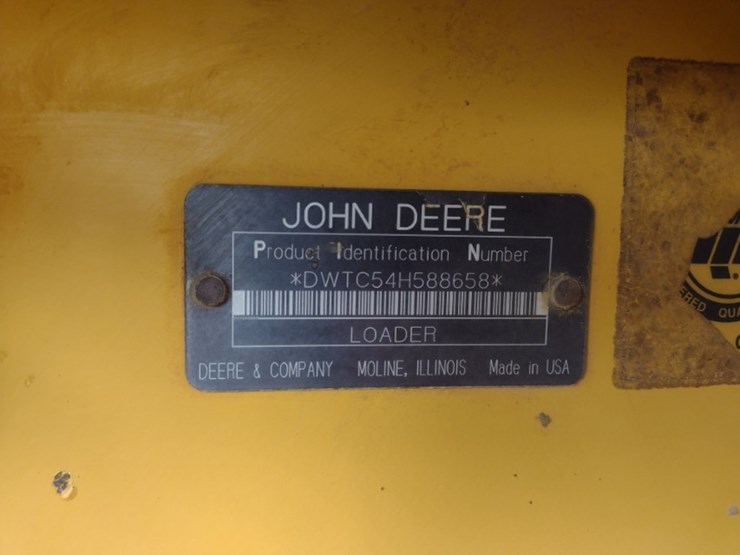 JOHN DEERE
Product Identification Number
*DWTC54H588658*
LOADER
DEERE & COMPANY MOLINE, ILLINOIS Made in USA